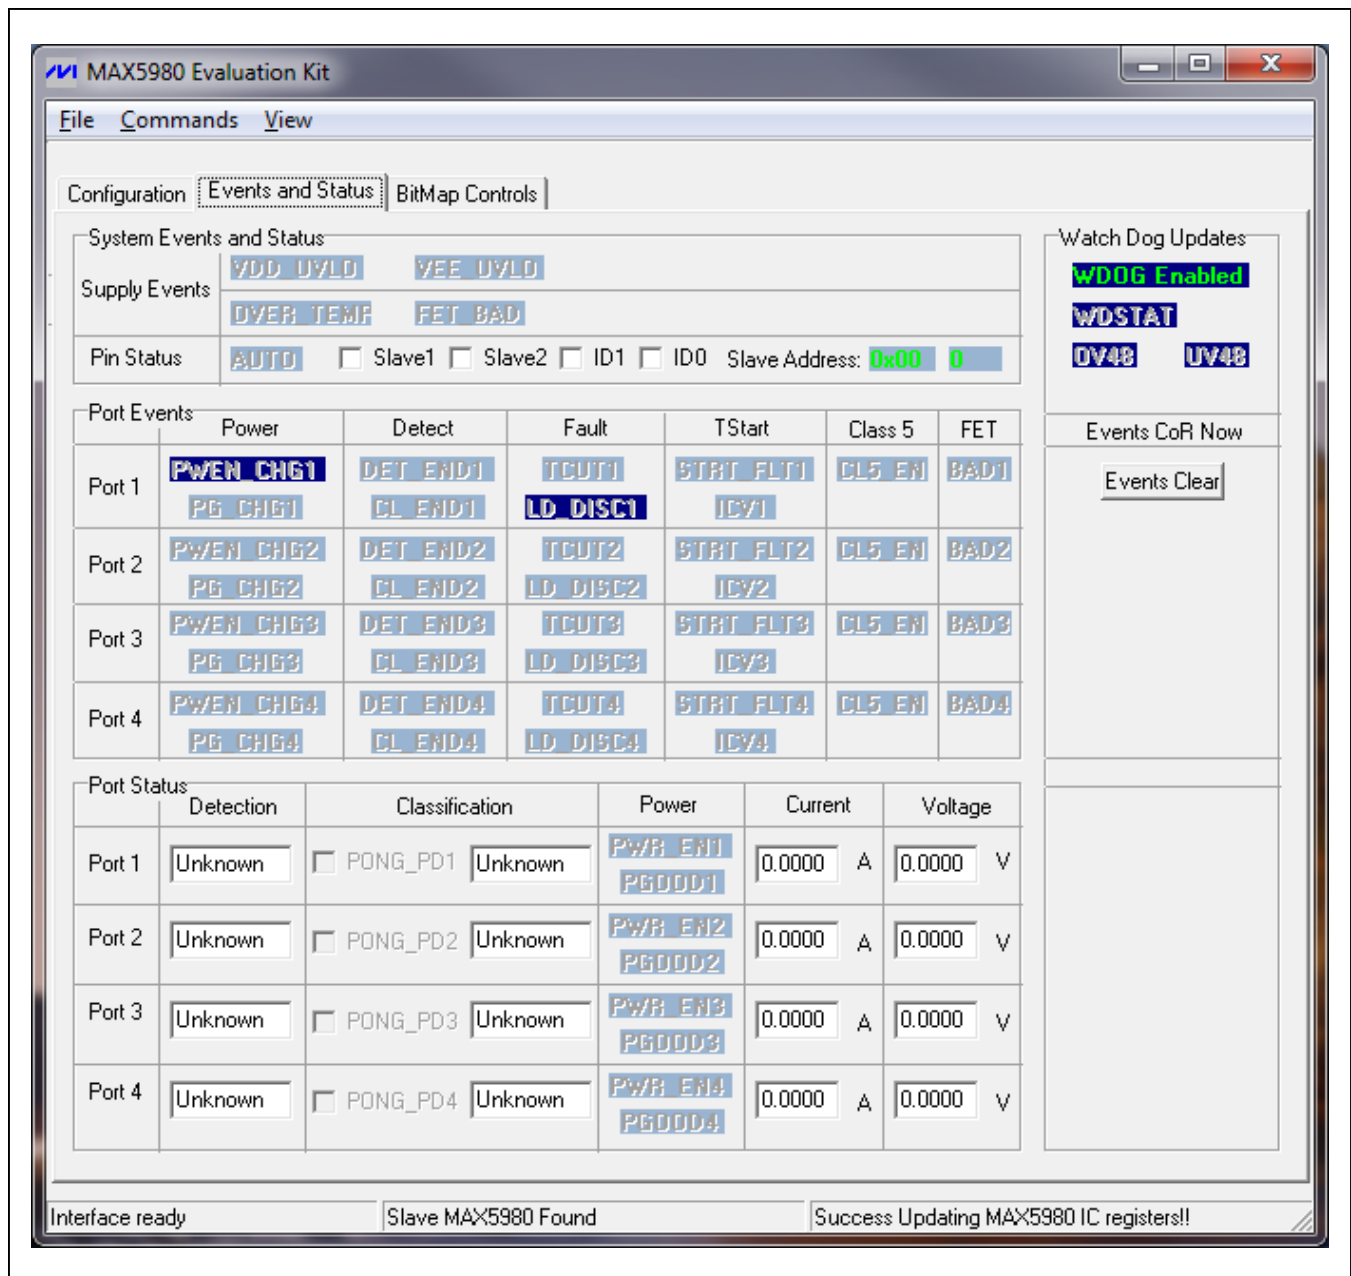 MAX5980 Evaluation Kit
File Commands View
Configuration Events and Status BitMap Controls
System Events and Status
Supply Events VDD_UVLO VEE_UVLO
OVER_TEMP FET_BAD
Pin Status AUTO Slave1 Slave2 ID1 ID0 Slave Address: 0x00 0
Watch Dog Updates
WDOG Enabled
WDSTAT
OV48 UV48
Events CoR Now
Events Clear
Port Events
Power Detect Fault TStart Class 5 FET
Port 1 PWEN_CHG1 DET_END1 TCUT1 STRT_FLT1 CL5_EN BAD1
PG_CHG1 CL_END1 LD_DISC1 ICV1
Port 2 PWEN_CHG2 DET_END2 TCUT2 STRT_FLT2 CL5_EN BAD2
PG_CHG2 CL_END2 LD_DISC2 ICV2
Port 3 PWEN_CHG3 DET_END3 TCUT3 STRT_FLT3 CL5_EN BAD3
PG_CHG3 CL_END3 LD_DISC3 ICV3
Port 4 PWEN_CHG4 DET_END4 TCUT4 STRT_FLT4 CL5_EN BAD4
PG_CHG4 CL_END4 LD_DISC4 ICV4
Port Status
Detection Classification Power Current Voltage
Port 1 Unknown PONG_PD1 Unknown PWR_EN1 0.0000 A 0.0000 V
PGOOD1
Port 2 Unknown PONG_PD2 Unknown PWR_EN2 0.0000 A 0.0000 V
PGOOD2
Port 3 Unknown PONG_PD3 Unknown PWR_EN3 0.0000 A 0.0000 V
PGOOD3
Port 4 Unknown PONG_PD4 Unknown PWR_EN4 0.0000 A 0.0000 V
PGOOD4
Interface ready Slave MAX5980 Found Success Updating MAX5980 IC registers!!